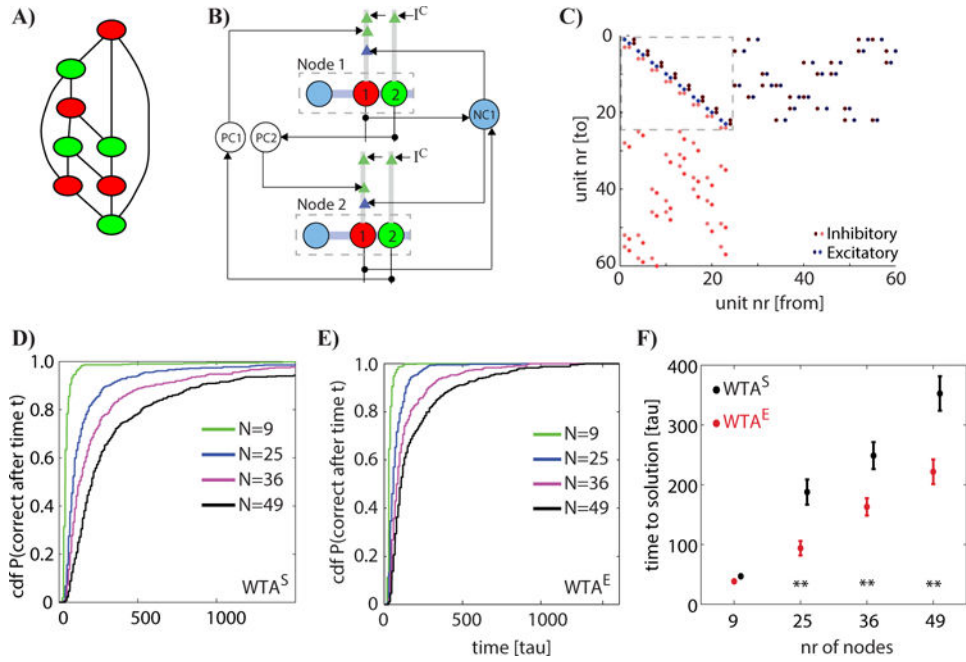 A)
B)
I^C
Node 1
1
2
NC1
PC1
PC2
I^C
Node 2
1
2
C)
0
20
40
60
unit nr [to]
Inhibitory
Excitatory
0
20
40
60
unit nr [from]
D)
1.0
0.8
0.6
0.4
0.2
0
cdf P(correct after time t)
N=9
N=25
N=36
N=49
WTA^S
0
500
1000
E)
1.0
0.8
0.6
0.4
0.2
0
cdf P(correct after time t)
N=9
N=25
N=36
N=49
WTA^E
0
500
1000
time [tau]
F)
400
300
200
100
0
time to solution [tau]
WTA^S
WTA^E
** ** **
9
25
36
49
nr of nodes